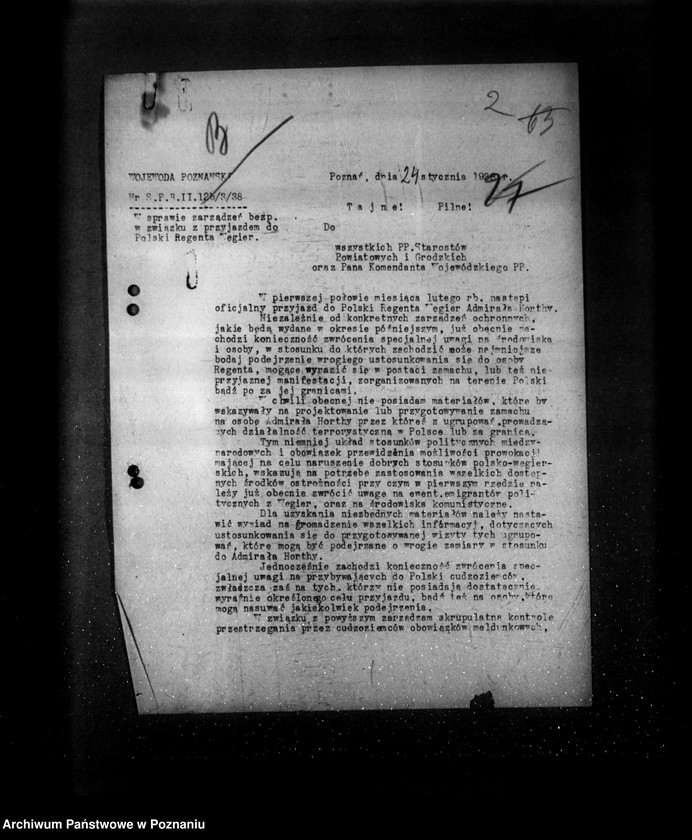 2 65
B
WOJEWODA POZNAŃSKI
Poznań, dnia 24 stycznia 1938 r.
27
Nr S.P.B.II.125/3/38
Tajne! Pilne!
W sprawie zarządzeń bezp.
w związku z przyjazdem do
Polski Regenta Węgier.
Do
wszystkich PP.Starostów
Powiatowych i Grodzkich
oraz Pana Komendanta Wojewódzkiego PP.
W pierwszej połowie miesiąca lutego rb. nastąpi
oficjalny przyjazd do Polski Regenta Węgier Admirała Horthy.
Niezależnie od konkretnych zarządzeń ochronnych,
jakie będą wydane w okresie późniejszym, już obecnie za-
chodzi konieczność zwrócenia specjalnej uwagi na środowiska
i osoby, w stosunku do których zachodzić może najmniejsze
bodaj podejrzenie wrogiego ustosunkowania się do osoby
Regenta, mogące wyrazić się w postaci zamachu, lub też nie-
przyjaznej manifestacji, zorganizowanych na terenie Polski
bądź po za jej granicami.
W chwili obecnej nie posiadam materiałów, które by
wskazywały na projektowanie lub przygotowywanie zamachu
na osobę Admirała Horthy przez któreś z ugrupowań,prowadzą-
cych działalność terrorystyczną w Polsce lub za granicą.
Tym niemniej układ stosunków politycznych między-
narodowych i obowiązek przewidzenia możliwości prowokacji
mającej na celu naruszenie dobrych stosunków polsko-węgier-
skich, wskazują na potrzebę zastosowania wszelkich dostęp-
nych środków ostrożności przy czym w pierwszym rzędzie na-
leży już obecnie zwrócić uwagę na ewent.emigrantów poli-
tycznych z Węgier, oraz na środowiska komunistyczne.
Dla uzyskania niezbędnych materiałów należy nasta-
wić wywiad na gromadzenie wszelkich informacyj, dotyczących
ustosunkowania się do przygotowywanej wizyty tych ugrupo-
wań, które mogą być podejrzane o wrogie zamiary w stosunku
do Admirała Horthy.
Jednocześnie zachodzi konieczność zwrócenia spec-
jalnej uwagi na przybywających do Polski cudzoziemców,
zwłaszcza zaś na tych, którzy nie posiadają dostatecznie
wyraźnie określonego celu przyjazdu, bądź też na osoby,które
mogą nasuwać jakiekolwiek podejrzenia.
W związku z powyższym zarządzam skrupulatną kontrolę
przestrzegania przez cudzoziemców obowiązków meldunkowych,
Archiwum Państwowe w Poznaniu